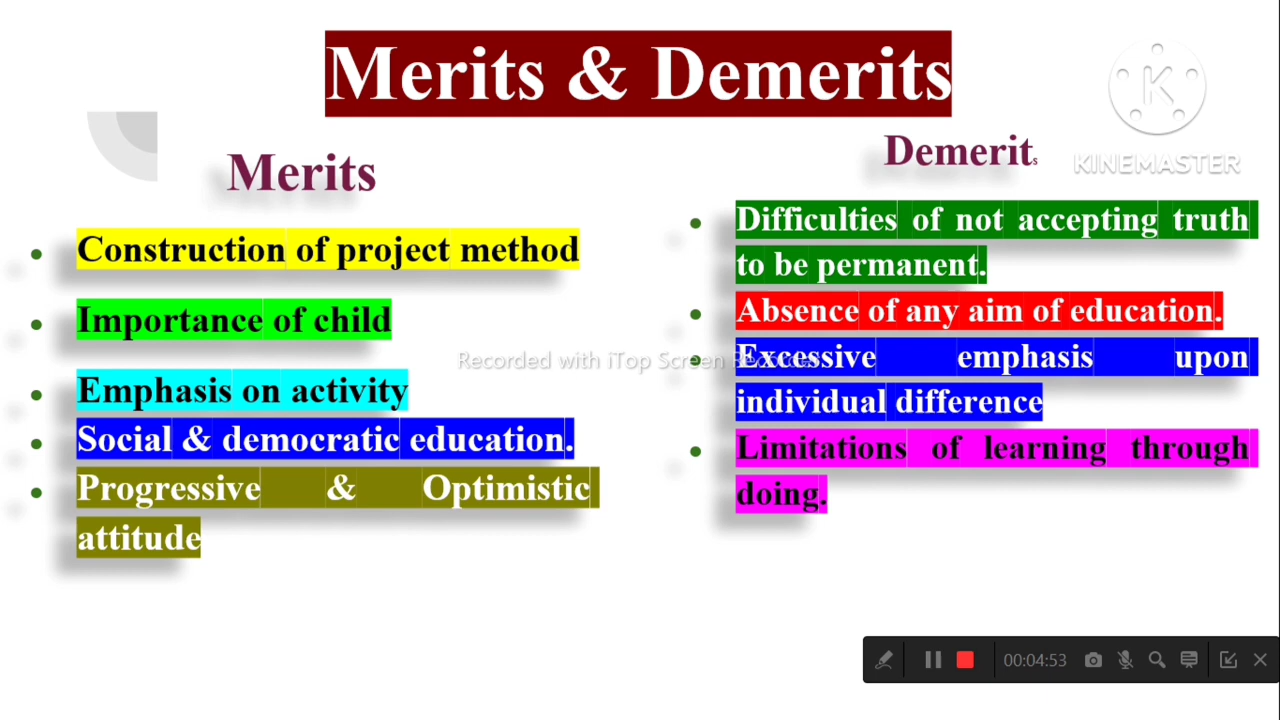 Merits & Demerits
K
KINEMASTER
Merits
Construction of project method
Importance of child
Emphasis on activity
Social & democratic education.
Progressive & Optimistic
attitude
Demerits
Difficulties of not accepting truth
to be permanent.
Absence of any aim of education.
Excessive emphasis upon
individual difference
Limitations of learning through
doing.
Recorded with iTop Screen Recorder
00:04:53